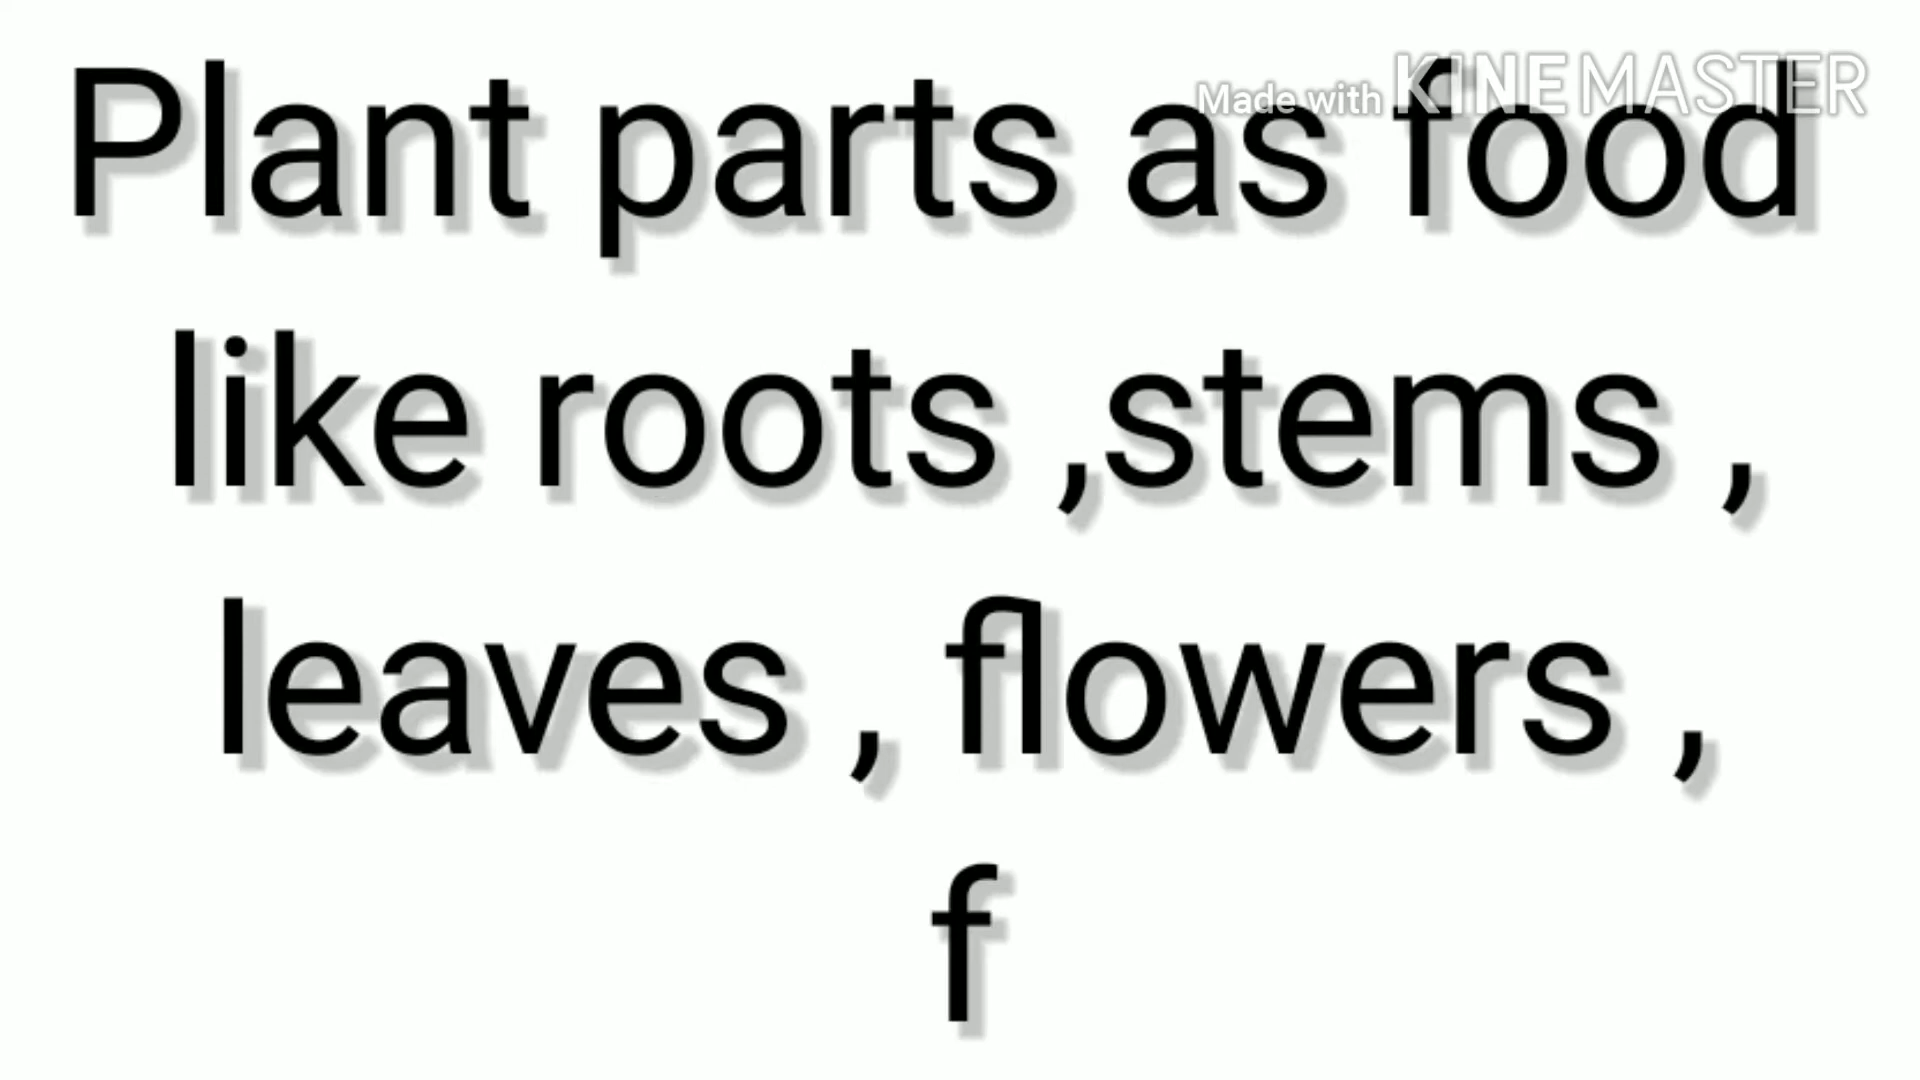 Made with KINEMASTER
Plant parts as food
like roots ,stems ,
leaves , flowers ,
f